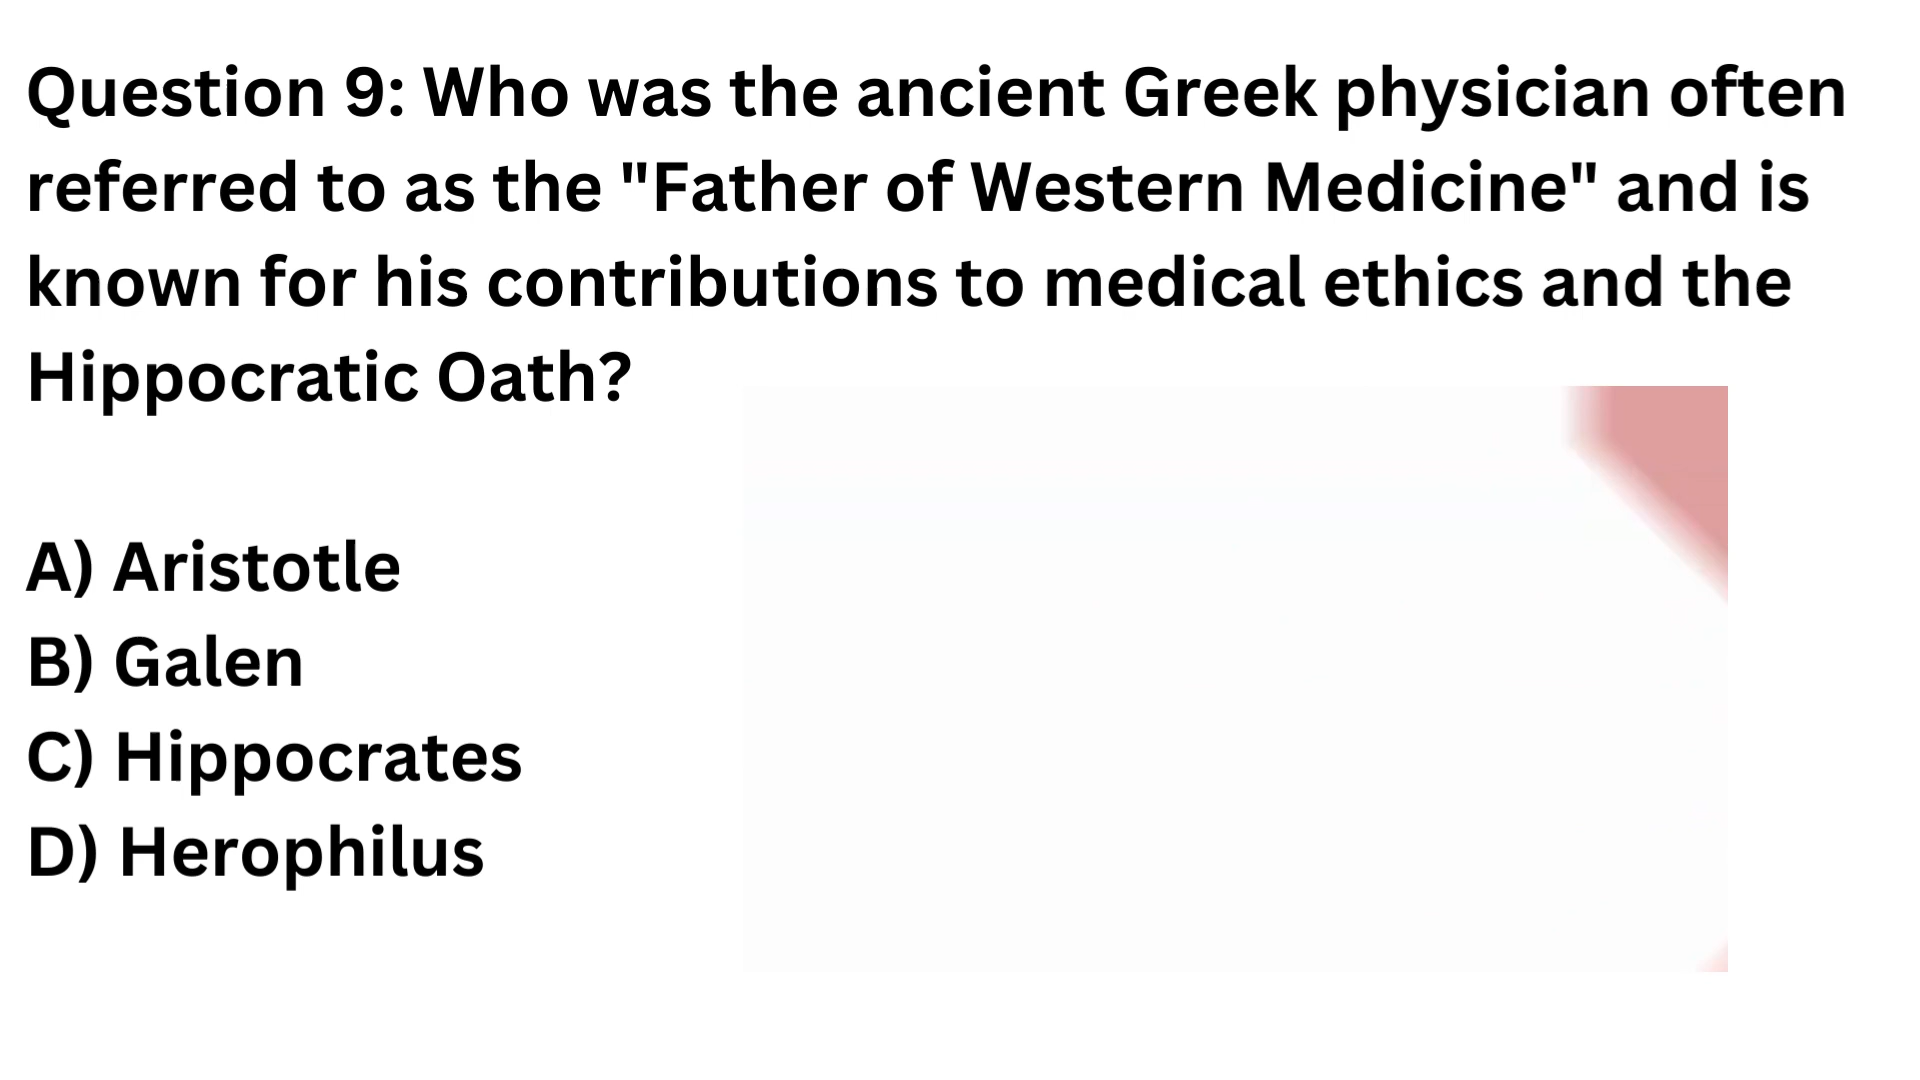 Question 9: Who was the ancient Greek physician often
referred to as the "Father of Western Medicine" and is
known for his contributions to medical ethics and the
Hippocratic Oath?
A) Aristotle
B) Galen
C) Hippocrates
D) Herophilus